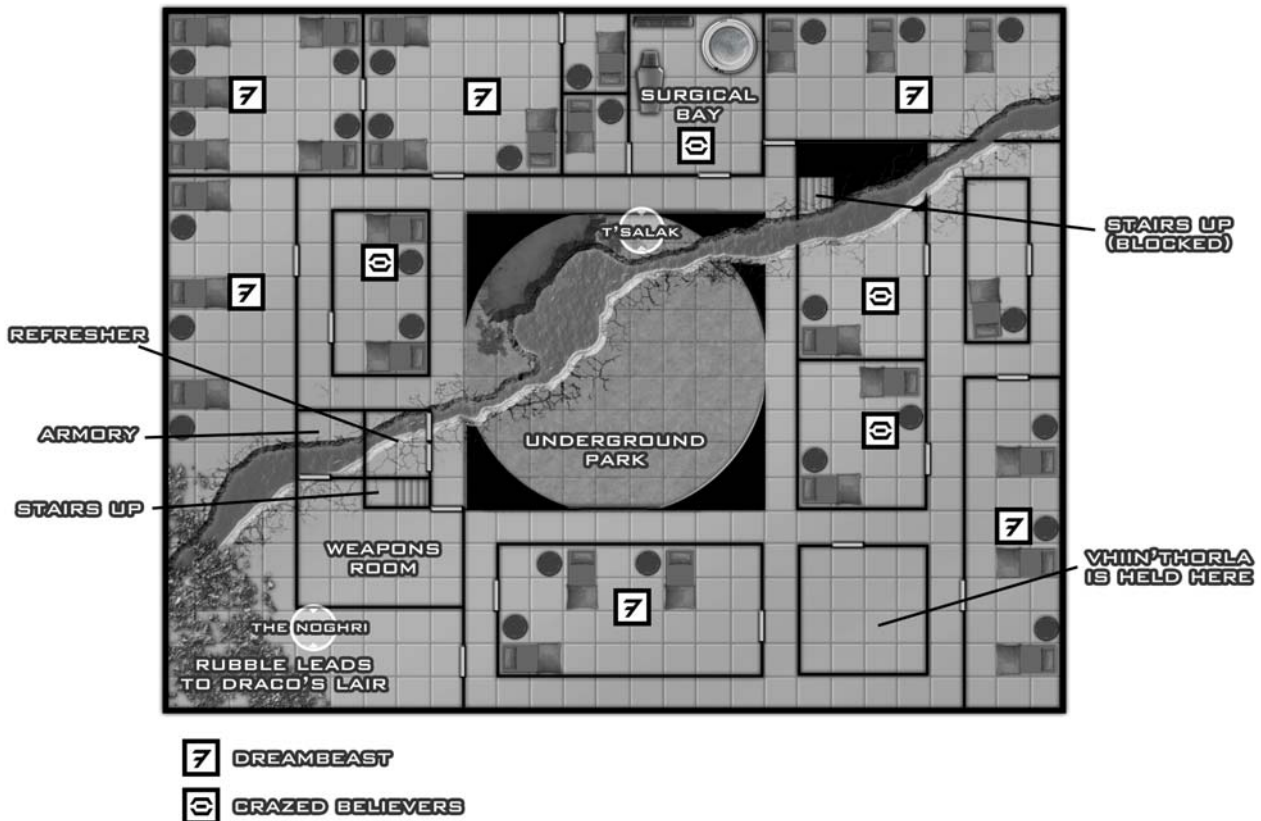 SURGICAL
BAY
T'SALAK
STAIRS UP
(BLOCKED)
REFRESHER
ARMORY
UNDERGROUND
PARK
STAIRS UP
WEAPONS
ROOM
VHIIN'THORLA
IS HELD HERE
THE NOGHRI
RUBBLE LEADS
TO DRACO'S LAIR
DREAMBEAST
CRAZED BELIEVERS